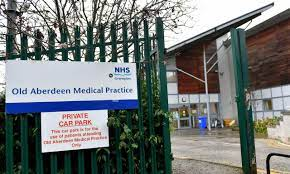 NHS
Grampian
Old Aberdeen Medical Practice
PRIVATE
CAR PARK
This car park is for the
use of patients attending
Old Aberdeen Medical Practice
Only